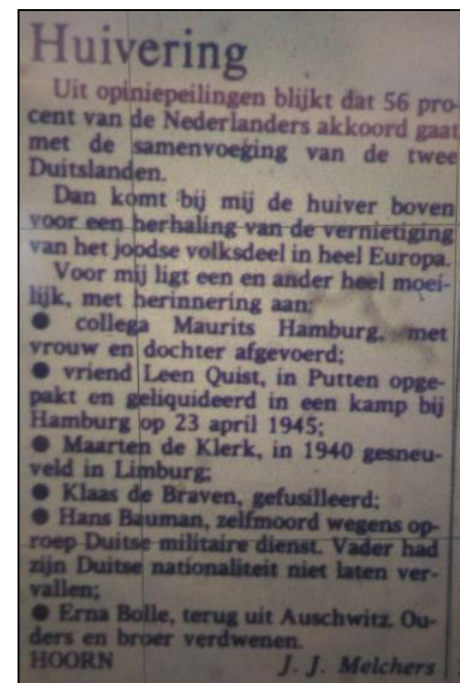 Huivering
Uit opiniepeilingen blijkt dat 56 pro-
cent van de Nederlanders akkoord gaat
met de samenvoeging van de twee
Duitslanden.
Dan komt bij mij de huiver boven
voor een herhaling van de vernietiging
van het joodse volksdeel in heel Europa.
Voor mij ligt een en ander heel moei-
lijk, met herinnering aan:
● collega Maurits Hamburg, met
vrouw en dochter afgevoerd;
● vriend Leen Quist, in Putten opge-
pakt en geliquideerd in een kamp bij
Hamburg op 23 april 1945;
● Maarten de Klerk, in 1940 gesneu-
veld in Limburg;
● Klaas de Braven, gefusilleerd;
● Hans Bauman, zelfmoord wegens op-
roep Duitse militaire dienst. Vader had
zijn Duitse nationaliteit niet laten ver-
vallen;
● Erna Bolle, terug uit Auschwitz. Ou-
ders en broer verdwenen.
HOORN J. J. Melchers